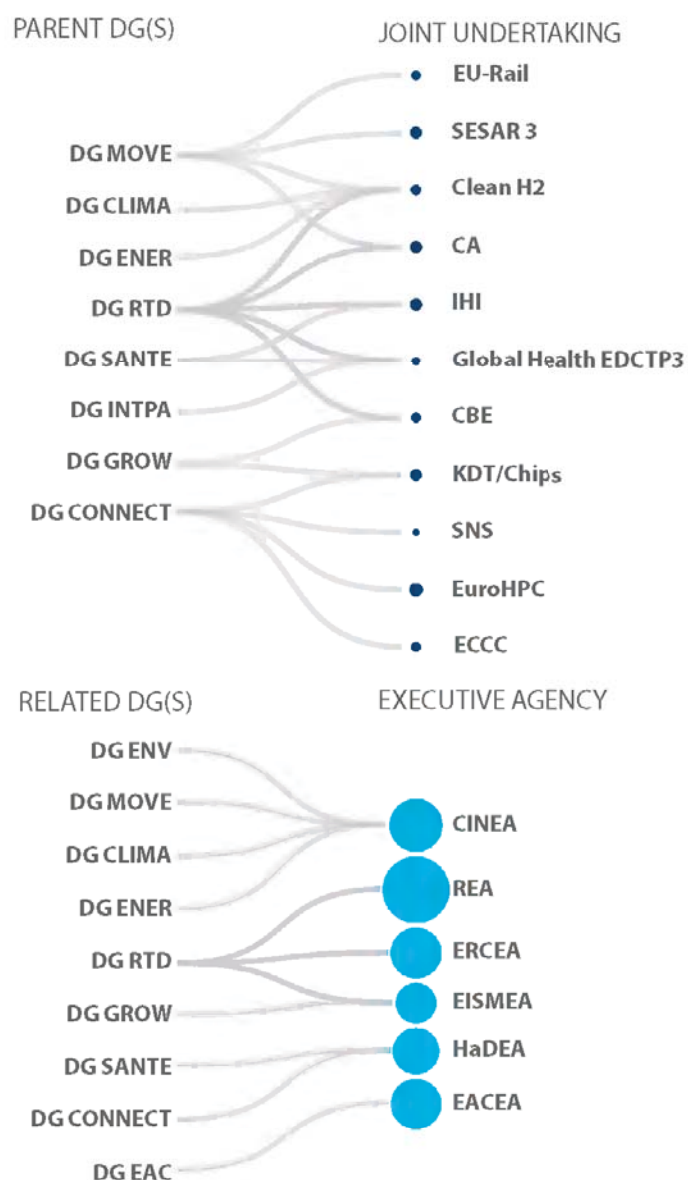 PARENT DG(S)
JOINT UNDERTAKING
DG MOVE
DG CLIMA
DG ENER
DG RTD
DG SANTE
DG INTPA
DG GROW
DG CONNECT
EU-Rail
SESAR 3
Clean H2
CA
IHI
Global Health EDCTP3
CBE
KDT/Chips
SNS
EuroHPC
ECCC
RELATED DG(S)
EXECUTIVE AGENCY
DG ENV
DG MOVE
DG CLIMA
DG ENER
DG RTD
DG GROW
DG SANTE
DG CONNECT
DG EAC
CINEA
REA
ERCEA
EISMEA
HaDEA
EACEA